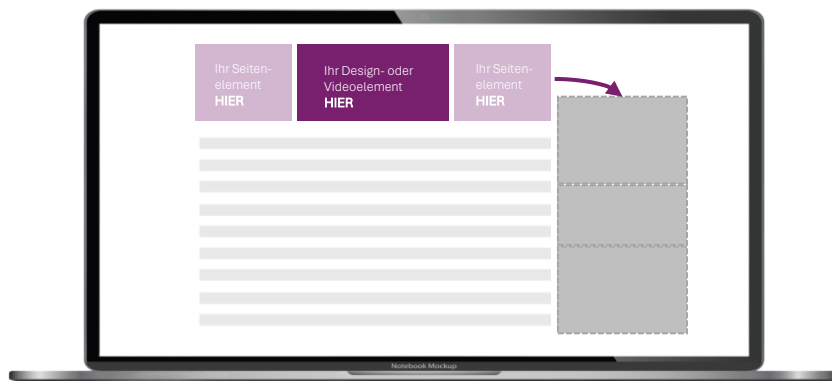 Ihr Seiten-
element
HIER
Ihr Design- oder
Videoelement
HIER
Ihr Seiten-
element
HIER
Notebook Mockup